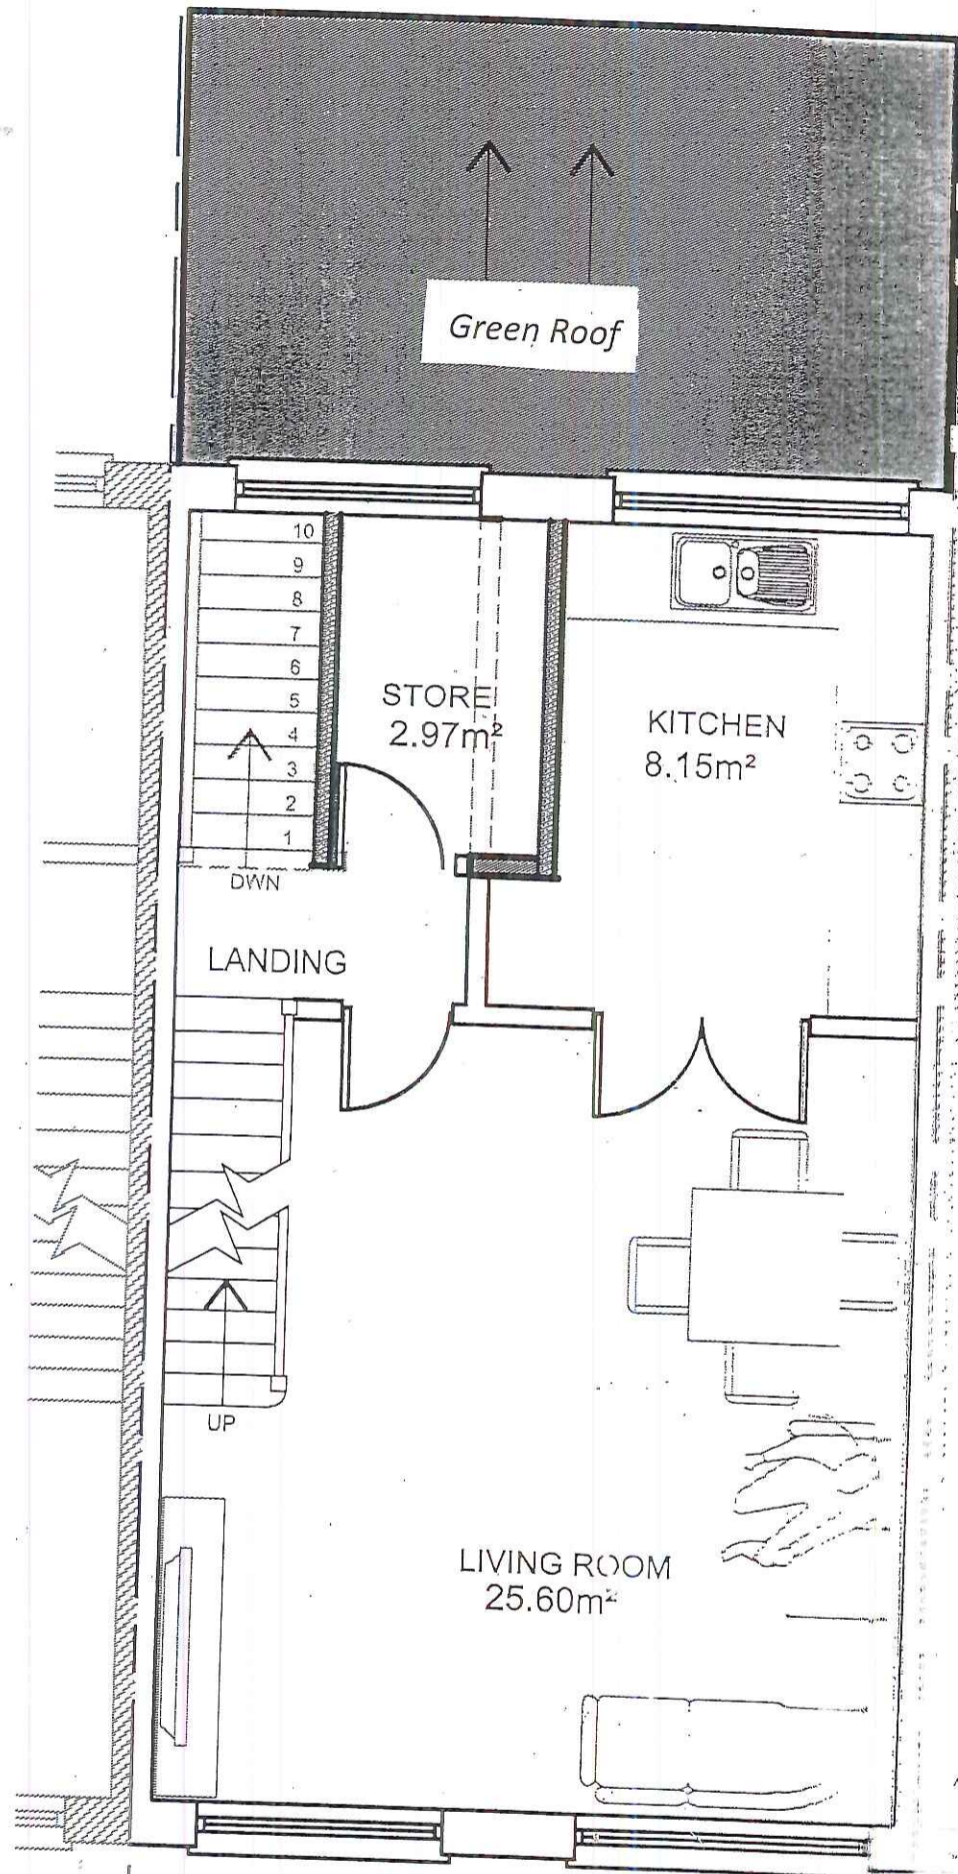 Green Roof
10
9
8
7
6
5
4
3
2
1
DWN
STORE
2.97m²
KITCHEN
8.15m²
LANDING
UP
LIVING ROOM
25.60m²